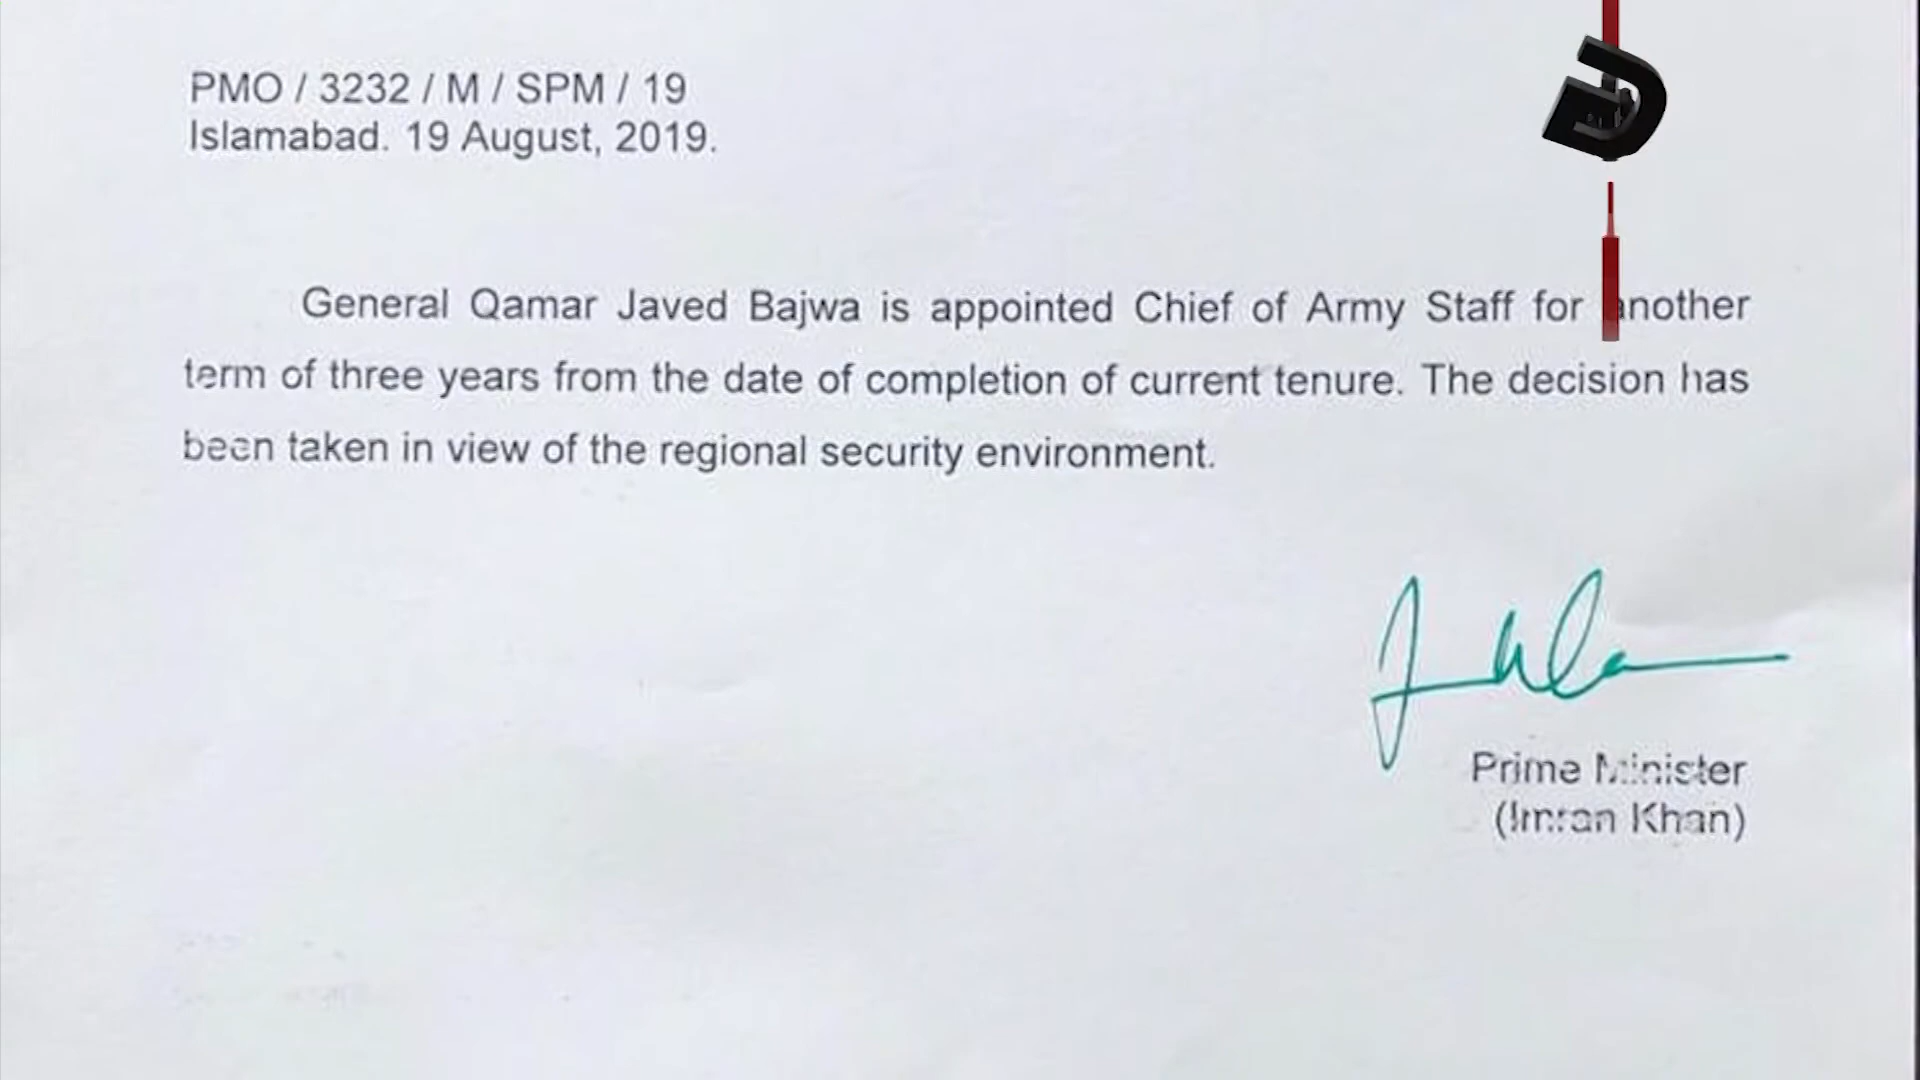 PMO / 3232 / M / SPM / 19
Islamabad. 19 August, 2019.
General Qamar Javed Bajwa is appointed Chief of Army Staff for another
term of three years from the date of completion of current tenure. The decision has
been taken in view of the regional security environment.
Prime Minister
(Imran Khan)